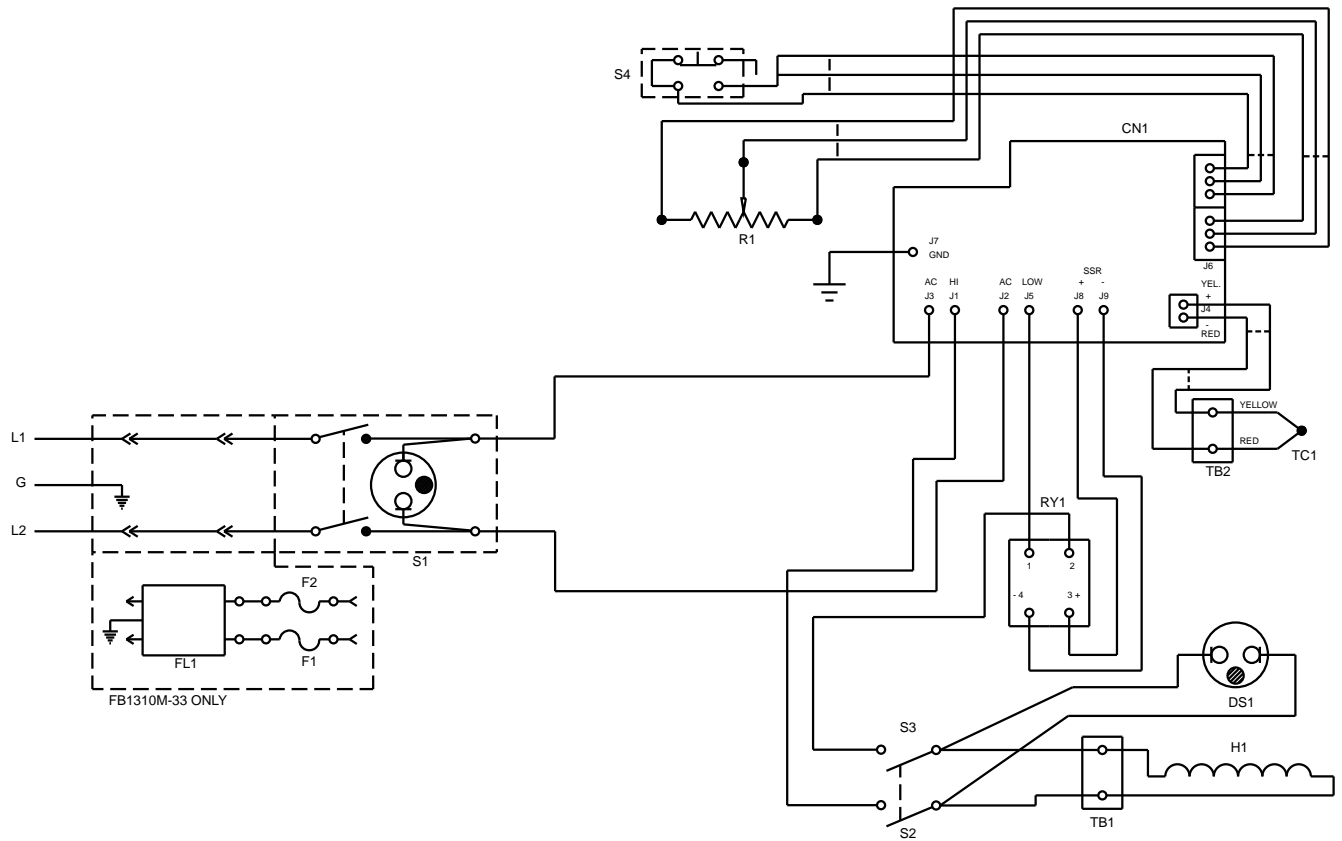 S4
CN1
R1
J7
GND
J6
AC HI
J3 J1
AC LOW
J2 J5
SSR
+ -
J8 J9
YEL.
+
J4
-
RED
L1
G
L2
S1
YELLOW
RED
TC1
TB2
RY1
1 2
- 4 3 +
F2
F1
FL1
FB1310M-33 ONLY
DS1
S3
S2
H1
TB1